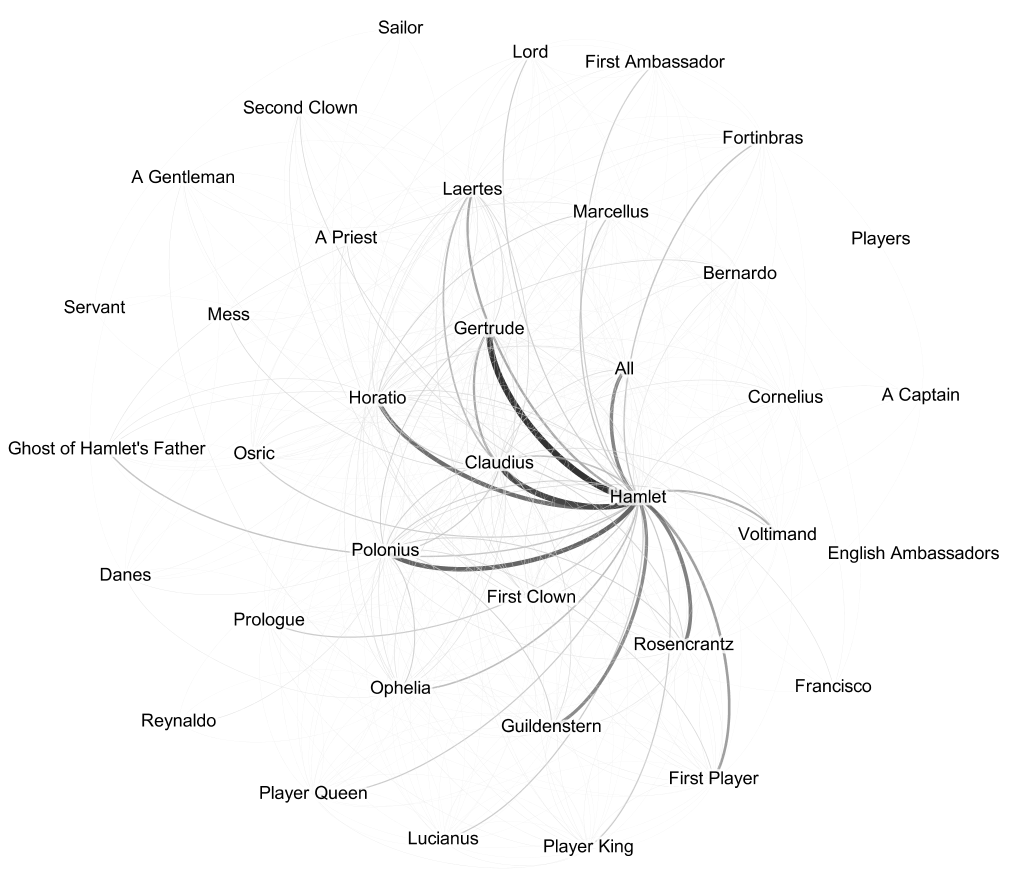 Sailor
Lord
First Ambassador
Second Clown
Fortinbras
A Gentleman
Laertes
Marcellus
A Priest
Players
Bernardo
Servant
Mess
Gertrude
All
Horatio
Cornelius
A Captain
Ghost of Hamlet's Father
Osric
Claudius
Hamlet
Voltimand
Polonius
English Ambassadors
Danes
First Clown
Prologue
Rosencrantz
Ophelia
Francisco
Reynaldo
Guildenstern
First Player
Player Queen
Lucianus
Player King